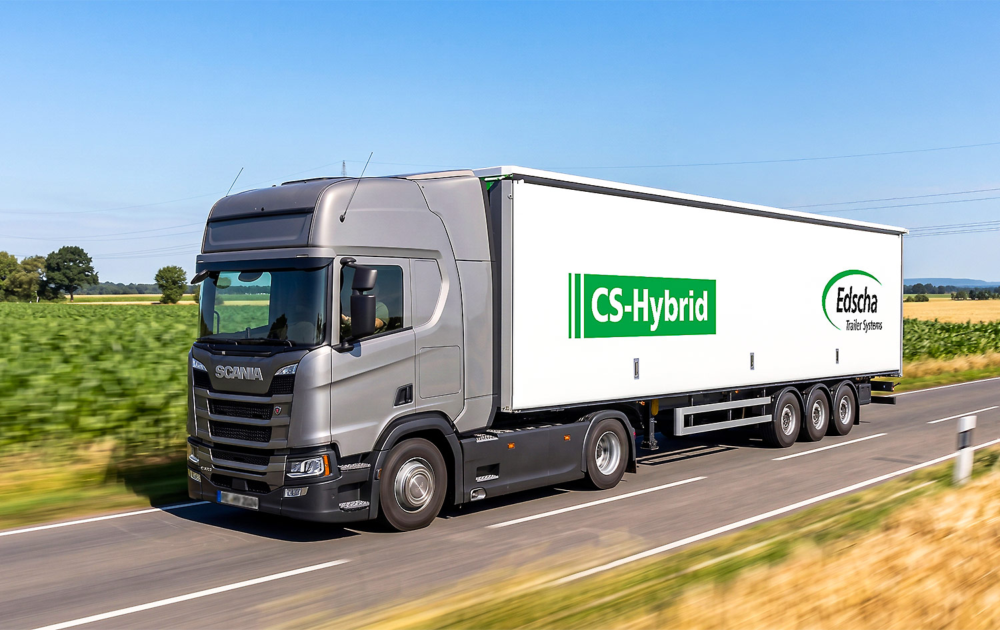 SCANIA
CS-Hybrid
Edscha
Trailer Systems